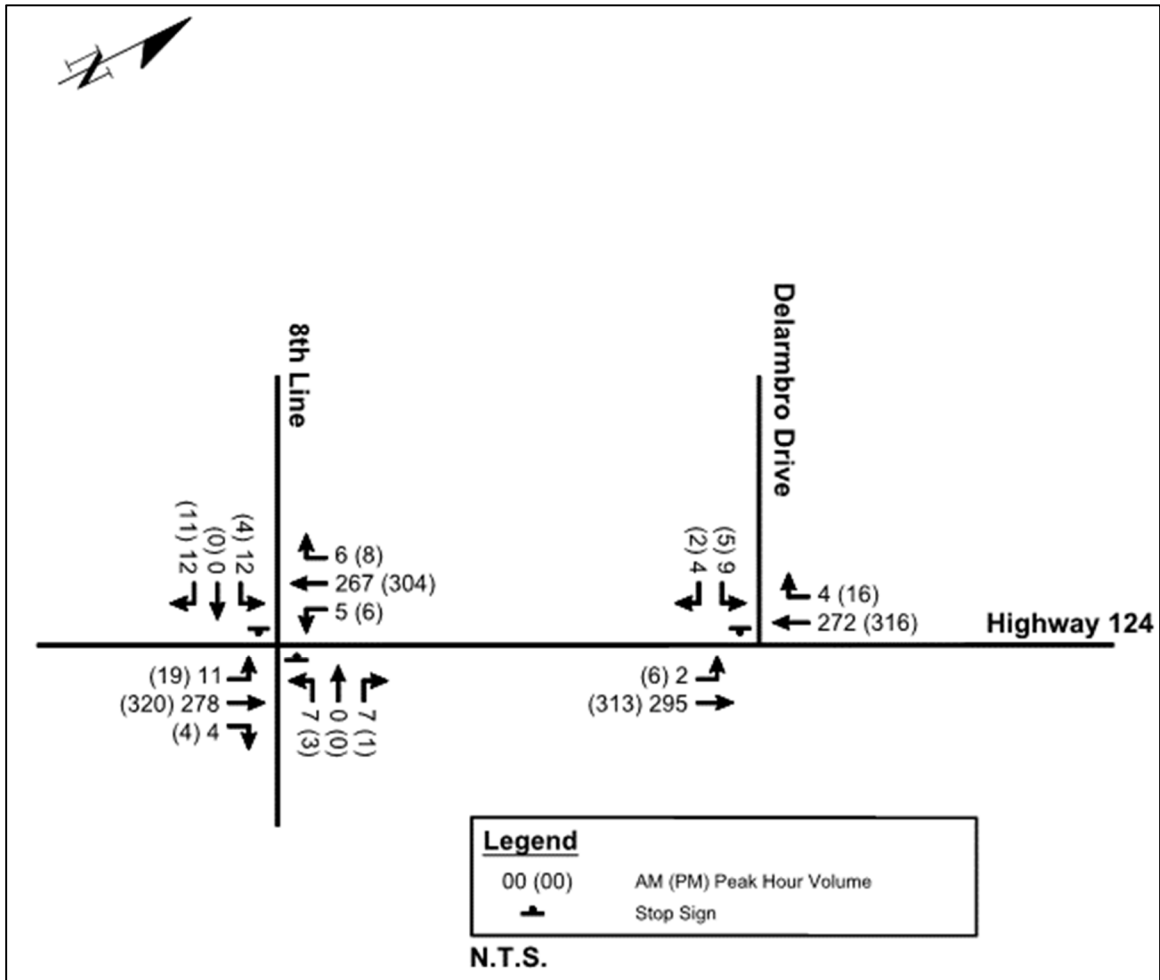 N
8th Line
Delarmbro Drive
(11) 12
(0) 0
(4) 12
6 (8)
267 (304)
5 (6)
(2) 4
(5) 9
4 (16)
272 (316)
Highway 124
(19) 11
(320) 278
(4) 4
7 (3)
0 (0)
7 (1)
(6) 2
(313) 295
Legend
00 (00) AM (PM) Peak Hour Volume
Stop Sign
N.T.S.